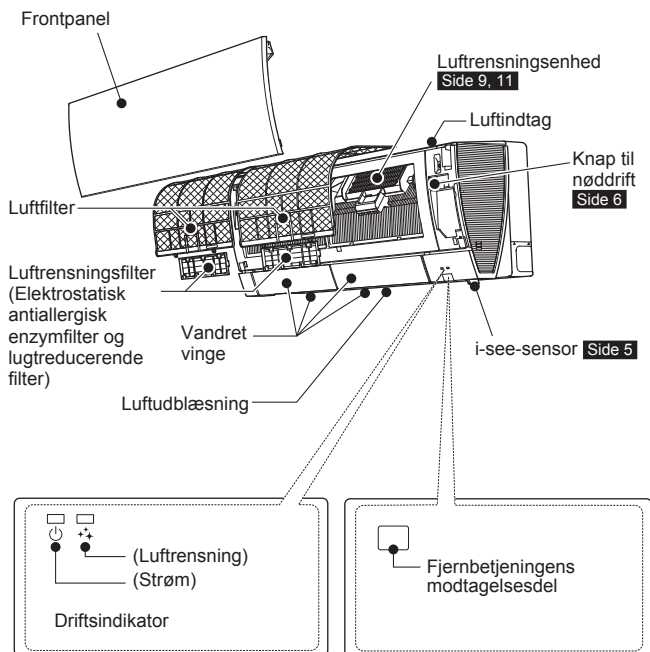 Frontpanel
Luftrensningsenhed
Side 9, 11
Luftindtag
Knap til
nøddrift
Side 6
Luftfilter
Luftrensningsfilter
(Elektrostatisk
antiallergisk
enzymfilter og
lugtreducerende
filter)
Vandret
vinge
i-see-sensor Side 5
Luftudblæsning
(Luftrensning)
(Strøm)
Driftsindikator
Fjernbetjeningens
modtagelsesdel